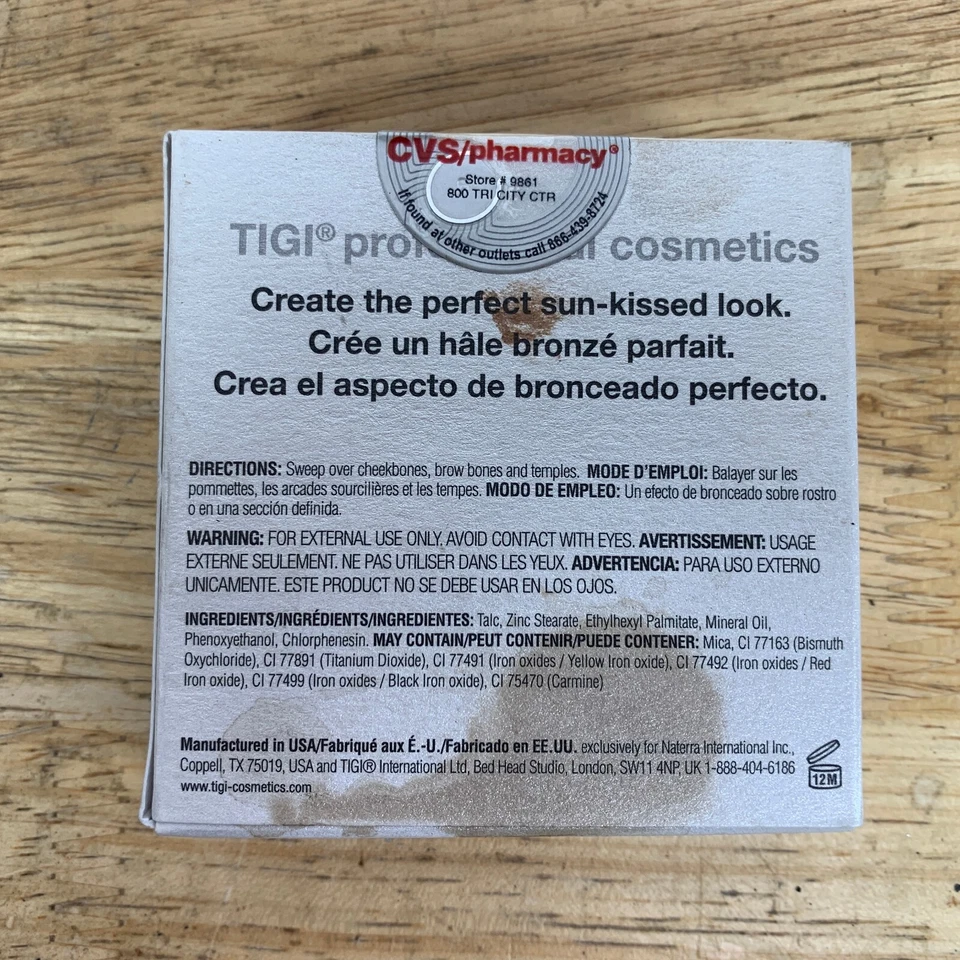 CVS/pharmacy®
Store # 9861
800 TRI CITY CTR
If found at other outlets call 866-439-8724
TIGI® cosmetics
Create the perfect sun-kissed look.
Crée un hâle bronzé parfait.
Crea el aspecto de bronceado perfecto.
DIRECTIONS: Sweep over cheekbones, brow bones and temples. MODE D'EMPLOI: Balayer sur les
pommettes, les arcades sourcilières et les tempes. MODO DE EMPLEO: Un efecto de bronceado sobre rostro
o en una sección definida.
WARNING: FOR EXTERNAL USE ONLY. AVOID CONTACT WITH EYES. AVERTISSEMENT: USAGE
EXTERNE SEULEMENT. NE PAS UTILISER DANS LES YEUX. ADVERTENCIA: PARA USO EXTERNO
UNICAMENTE. ESTE PRODUCT NO SE DEBE USAR EN LOS OJOS.
INGREDIENTS/INGRÉDIENTS/INGREDIENTES: Talc, Zinc Stearate, Ethylhexyl Palmitate, Mineral Oil,
Phenoxyethanol, Chlorphenesin. MAY CONTAIN/PEUT CONTENIR/PUEDE CONTENER: Mica, CI 77163 (Bismuth
Oxychloride), CI 77891 (Titanium Dioxide), CI 77491 (Iron oxides / Yellow Iron oxide), CI 77492 (Iron oxides / Red
Iron oxide), CI 77499 (Iron oxides / Black Iron oxide), CI 75470 (Carmine)
Manufactured in USA/Fabriqué aux É.-U./Fabricado en EE.UU. exclusively for Naterra International Inc.,
Coppell, TX 75019, USA and TIGI® International Ltd, Bed Head Studio, London, SW11 4NP, UK 1-888-404-6186
www.tigi-cosmetics.com
12M